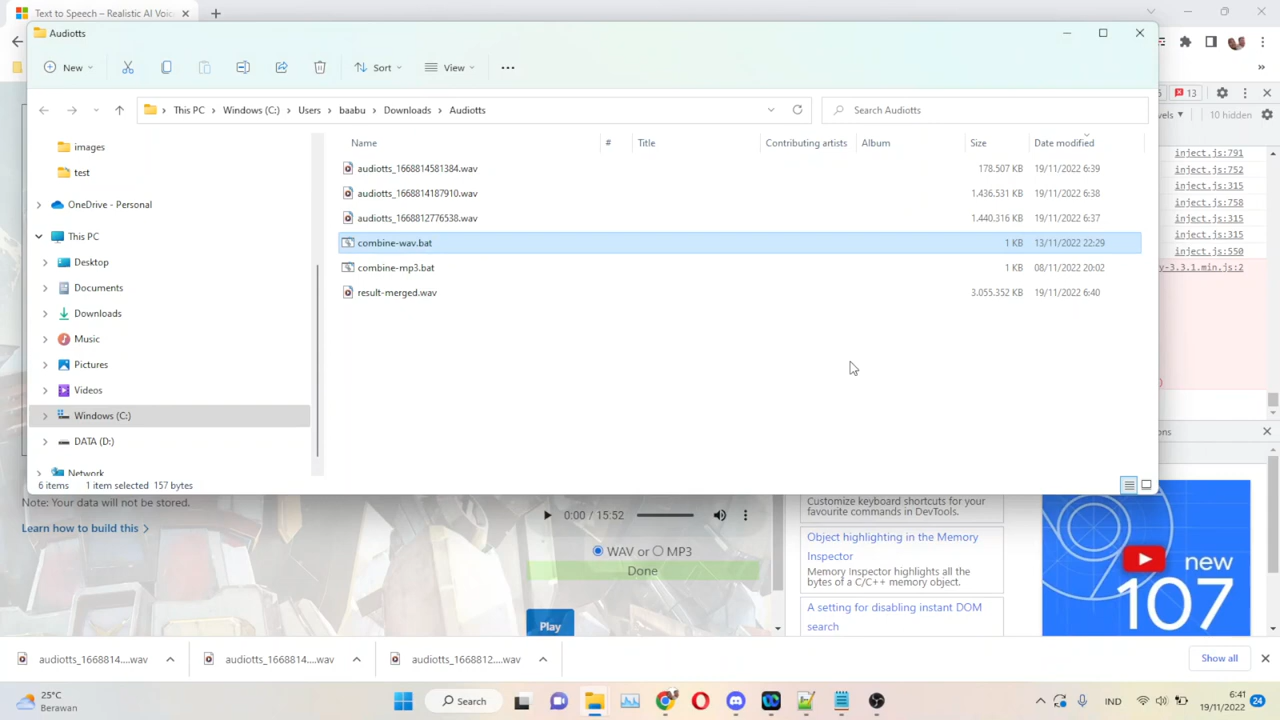 Text to Speech – Realistic AI Voic
Audiotts
New
Sort
View
This PC
Windows (C:)
Users
baabu
Downloads
Audiotts
Search Audiotts
images
test
OneDrive - Personal
This PC
Desktop
Documents
Downloads
Music
Pictures
Videos
Windows (C:)
DATA (D:)
Network
Name
#
Title
Contributing artists
Album
Size
Date modified
audiotts_1668814581384.wav 178.507 KB 19/11/2022 6:39
audiotts_1668814187910.wav 1.436.531 KB 19/11/2022 6:38
audiotts_1668812776538.wav 1.440.316 KB 19/11/2022 6:37
combine-wav.bat 1 KB 13/11/2022 22:29
combine-mp3.bat 1 KB 08/11/2022 20:02
result-merged.wav 3.055.352 KB 19/11/2022 6:40
6 items 1 item selected 157 bytes
13
vels
10 hidden
inject.js:791
inject.js:752
inject.js:315
inject.js:758
inject.js:315
inject.js:315
inject.js:550
y-3.3.1.min.js:2
ons
Note: Your data will not be stored.
Learn how to build this
0:00 / 15:52
WAV or MP3
Done
Play
Customize keyboard shortcuts for your
favourite commands in DevTools.
Object highlighting in the Memory
Inspector
Memory Inspector highlights all the
bytes of a C/C++ memory object.
A setting for disabling instant DOM
search
new
107
audiotts_1668814....wav
audiotts_1668814....wav
audiotts_1668812....wav
Show all
25°C
Berawan
Search
IND
6:41
19/11/2022
24